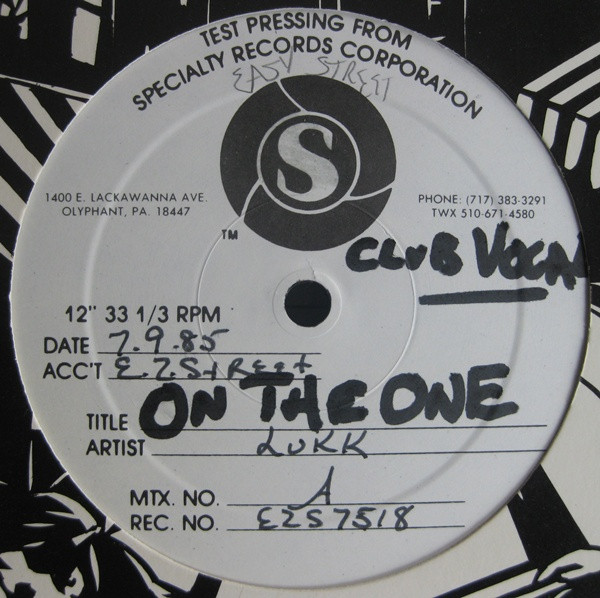 TEST PRESSING FROM
SPECIALTY RECORDS CORPORATION
EASY STREET
S
1400 E. LACKAWANNA AVE.
OLYPHANT, PA. 18447
PHONE: (717) 383-3291
TWX 510-671-4580
TM
CLUB VOCAL
12" 33 1/3 RPM
DATE 7.9.85
ACC'T E.Z.StREEt
TITLE ON THE ONE
ARTIST LUKK
MTX. NO. A
REC. NO. EZS7518